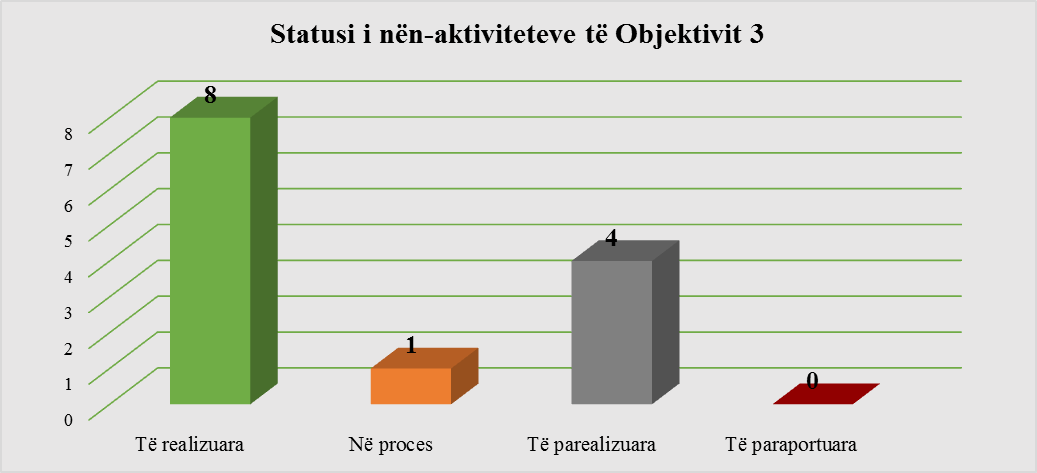 Statusi i nën-aktiviteteve të Objektivit 3
8
7
6
5
4
3
2
1
0
8
1
4
0
Të realizuara
Në proces
Të parealizuara
Të paraportuara